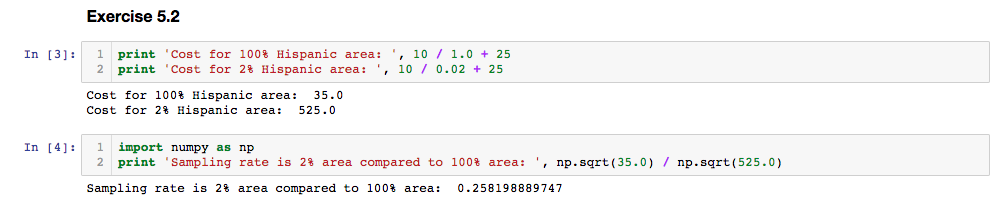 Exercise 5.2
In [3]:
1 print 'Cost for 100% Hispanic area: ', 10 / 1.0 + 25
2 print 'Cost for 2% Hispanic area: ', 10 / 0.02 + 25
Cost for 100% Hispanic area:  35.0
Cost for 2% Hispanic area:  525.0
In [4]:
1 import numpy as np
2 print 'Sampling rate is 2% area compared to 100% area: ', np.sqrt(35.0) / np.sqrt(525.0)
Sampling rate is 2% area compared to 100% area:  0.258198889747